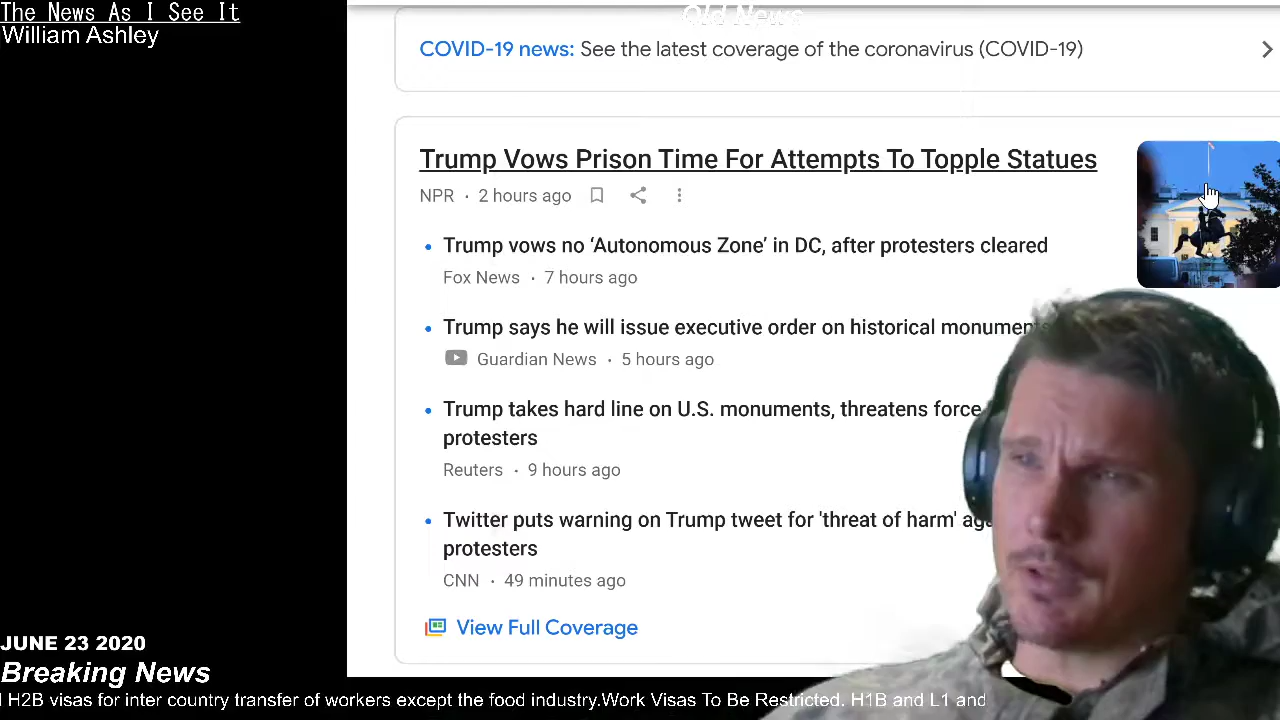 The News As I See It
William Ashley
Old News
COVID-19 news: See the latest coverage of the coronavirus (COVID-19)
Trump Vows Prison Time For Attempts To Topple Statues
NPR · 2 hours ago
Trump vows no ‘Autonomous Zone’ in DC, after protesters cleared
Fox News · 7 hours ago
Trump says he will issue executive order on historical monuments
Guardian News · 5 hours ago
Trump takes hard line on U.S. monuments, threatens force
protesters
Reuters · 9 hours ago
Twitter puts warning on Trump tweet for 'threat of harm'
protesters
CNN · 49 minutes ago
View Full Coverage
JUNE 23 2020
Breaking News
H2B visas for inter country transfer of workers except the food industry.Work Visas To Be Restricted. H1B and L1 and